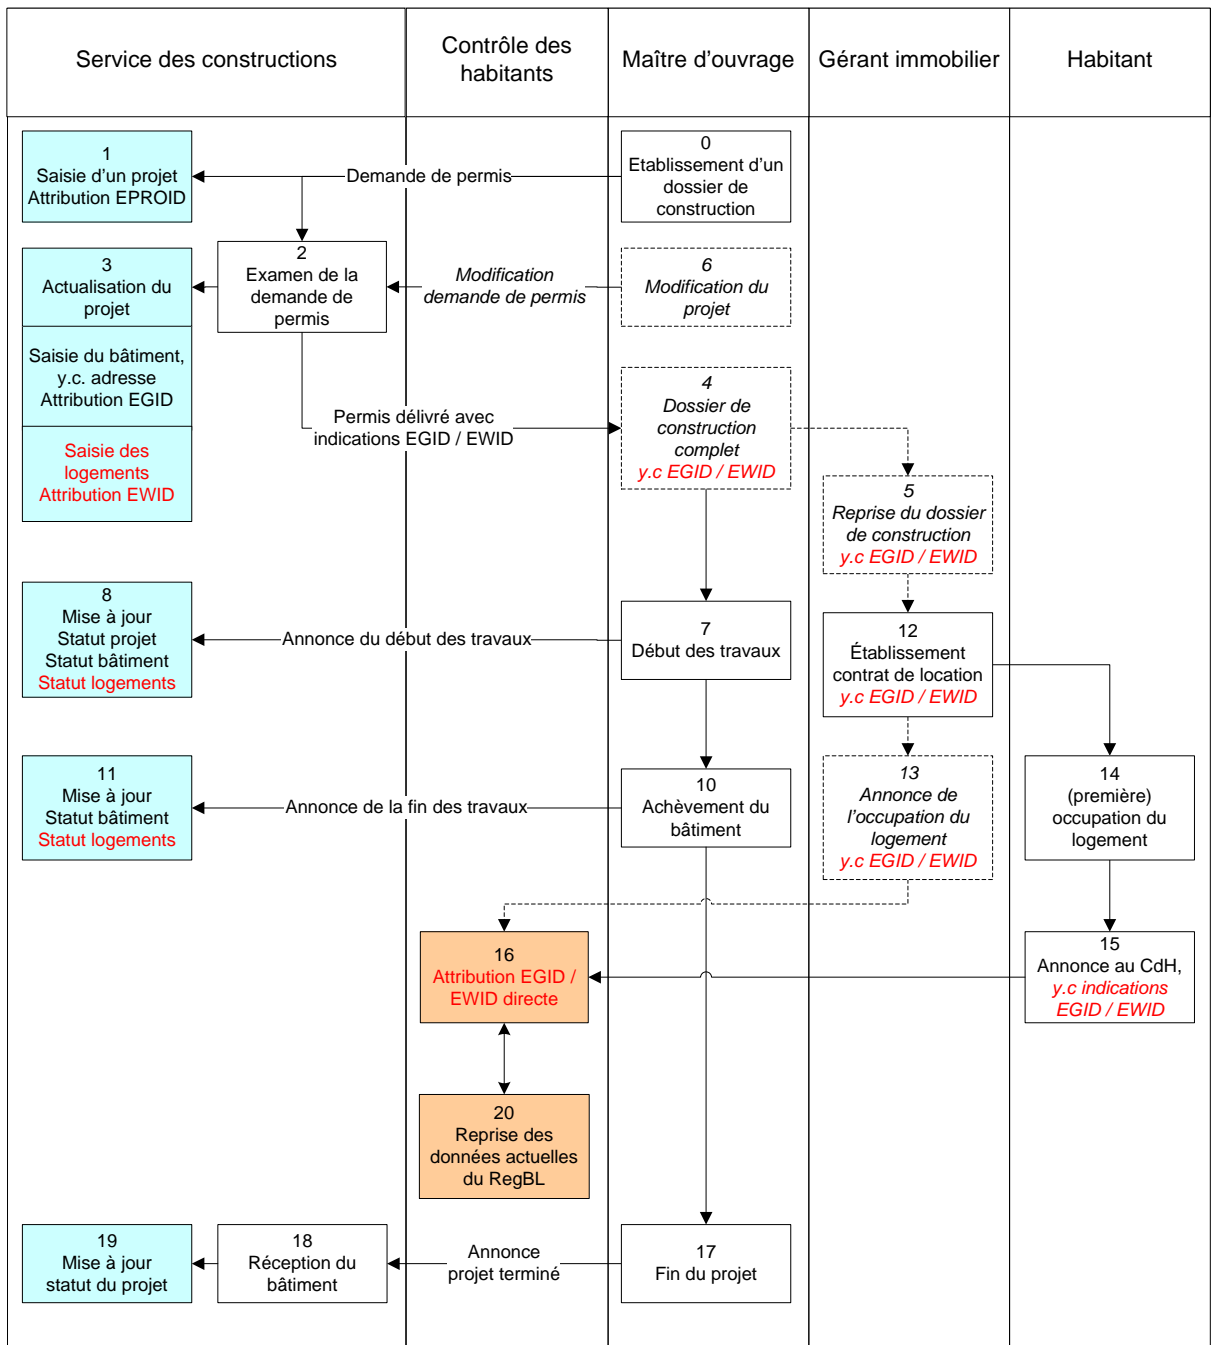 Service des constructions
Contrôle des
habitants
Maître d'ouvrage
Gérant immobilier
Habitant
1
Saisie d'un projet
Attribution EPROID
Demande de permis
0
Etablissement d'un
dossier de
construction
3
Actualisation du
projet
2
Examen de la
demande de
permis
Modification
demande de permis
6
Modification du
projet
Saisie du bâtiment,
y.c. adresse
Attribution EGID
Saisie des
logements
Attribution EWID
Permis délivré avec
indications EGID / EWID
4
Dossier de
construction
complet
y.c EGID / EWID
5
Reprise du dossier
de construction
y.c EGID / EWID
8
Mise à jour
Statut projet
Statut bâtiment
Statut logements
Annonce du début des travaux
7
Début des travaux
12
Établissement
contrat de location
y.c EGID / EWID
11
Mise à jour
Statut bâtiment
Statut logements
Annonce de la fin des travaux
10
Achèvement du
bâtiment
13
Annonce de
l'occupation du
logement
y.c EGID / EWID
14
(première)
occupation du
logement
16
Attribution EGID /
EWID directe
15
Annonce au CdH,
y.c indications
EGID / EWID
20
Reprise des
données actuelles
du RegBL
19
Mise à jour
statut du projet
18
Réception du
bâtiment
Annonce
projet terminé
17
Fin du projet